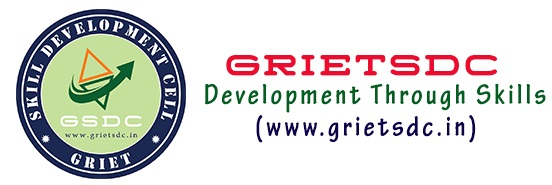 SKILL DEVELOPMENT CELL
GSDC
www.grietsdc.in
GRIET
GRIETSDC
Development Through Skills
(www.grietsdc.in)